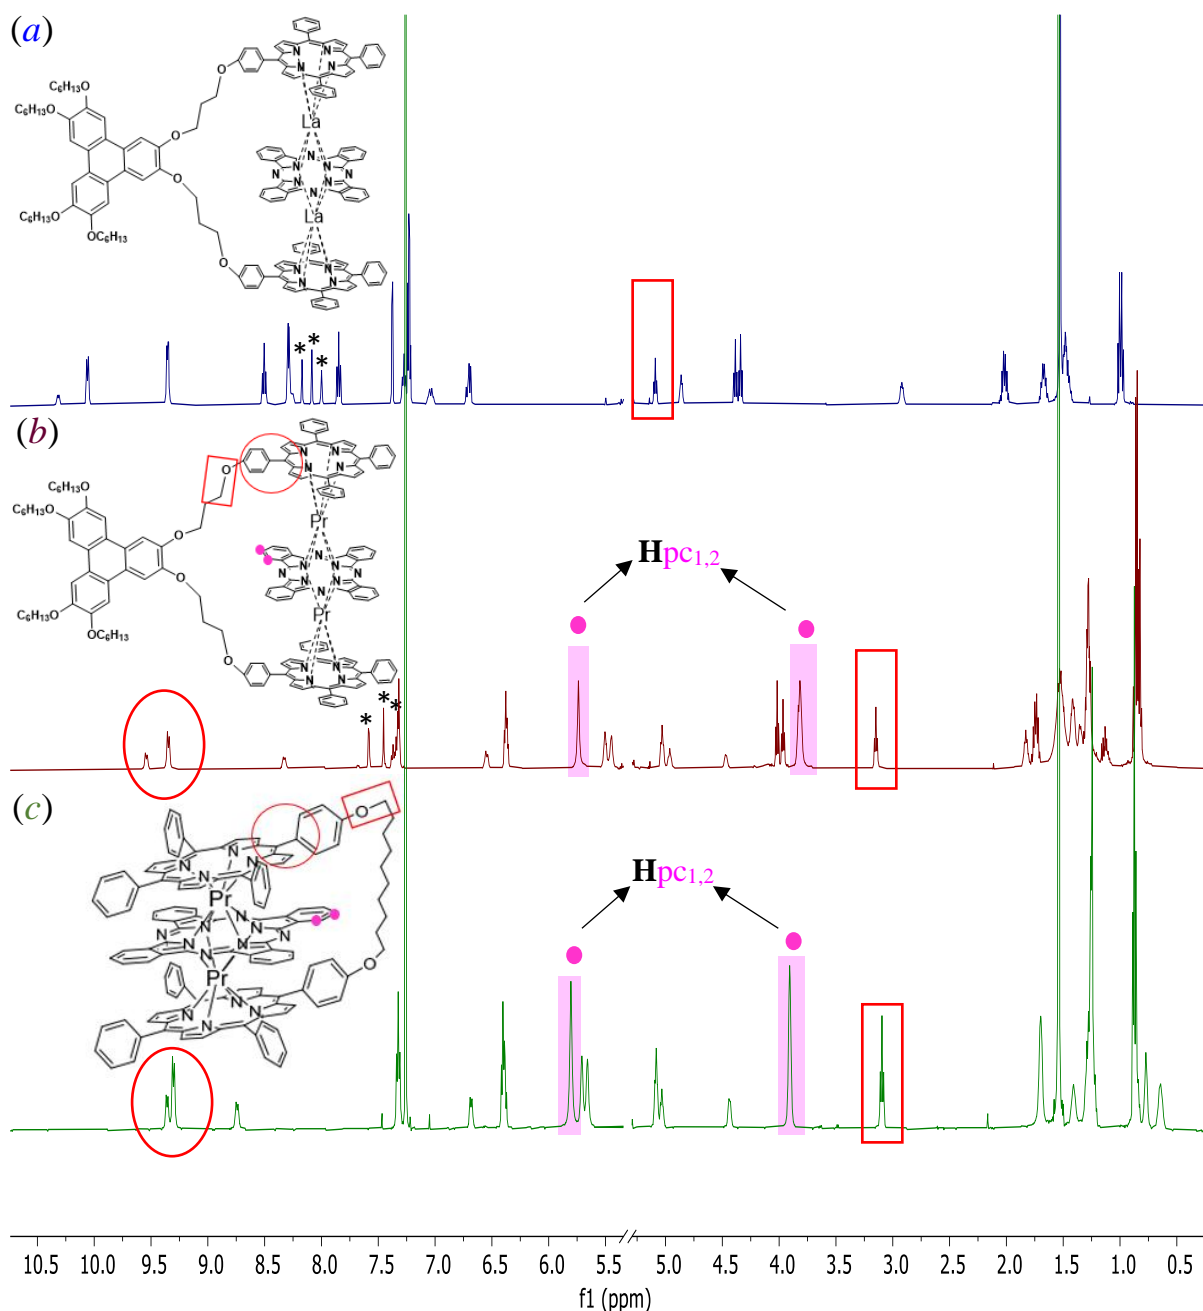 (a)
C₆H₁₃O
C₆H₁₃O
O
O
O
O
C₆H₁₃O
OC₆H₁₃
N N N N
La
N
N N
N N
N N
N
La
N N N N
* * *
(b)
C₆H₁₃O
C₆H₁₃O
O
O
O
O
C₆H₁₃O
OC₆H₁₃
N N N N
Pr
N
N N
N N
N N
N
Pr
N N N N
* * *
Hpc₁,₂
(c)
O
N N N N
Pr
N N N N
N N N N
Pr
N N N N
O
Hpc₁,₂
10.5 10.0 9.5 9.0 8.5 8.0 7.5 7.0 6.5 6.0 5.5 5.0 4.5 4.0 3.5 3.0 2.5 2.0 1.5 1.0 0.5
f1 (ppm)